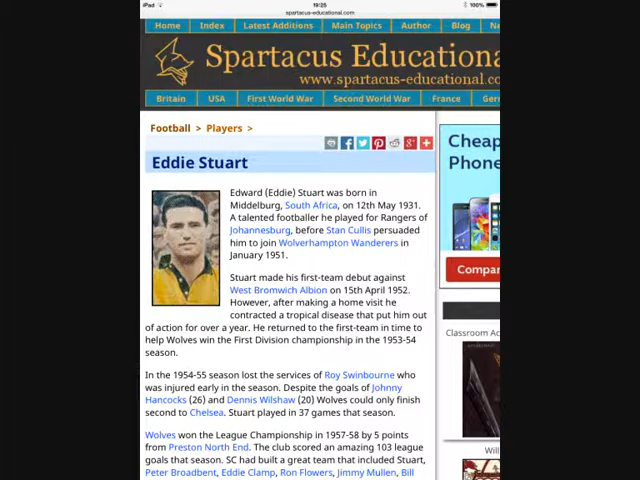 iPad 19:25 100%
www.spartacus-educational.com
Home Index Latest Additions Main Topics Author Blog
Spartacus Educationa
www.spartacus-educational.co
Britain USA First World War Second World War France Ger
Football > Players >
Eddie Stuart
Edward (Eddie) Stuart was born in
Middelburg, South Africa, on 12th May 1931.
A talented footballer he played for Rangers of
Johannesburg, before Stan Cullis persuaded
him to join Wolverhampton Wanderers in
January 1951.
Stuart made his first-team debut against
West Bromwich Albion on 15th April 1952.
However, after making a home visit he
contracted a tropical disease that put him out
of action for over a year. He returned to the first-team in time to
help Wolves win the First Division championship in the 1953-54
season.
In the 1954-55 season lost the services of Roy Swinbourne who
was injured early in the season. Despite the goals of Johnny
Hancocks (26) and Dennis Wilshaw (20) Wolves could only finish
second to Chelsea. Stuart played in 37 games that season.
Wolves won the League Championship in 1957-58 by 5 points
from Preston North End. The club scored an amazing 103 league
goals that season. SC had built a great team that included Stuart,
Peter Broadbent, Eddie Clamp, Ron Flowers, Jimmy Mullen, Bill
Cheap
Phone
Compar
Classroom Ac
Will